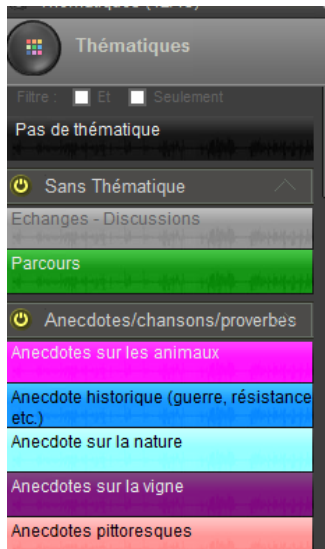 Thématiques
Filtre : Et Seulement
Pas de thématique
Sans Thématique
Echanges - Discussions
Parcours
Anecdotes/chansons/proverbes
Anecdotes sur les animaux
Anecdote historique (guerre, résistance
etc.)
Anecdote sur la nature
Anecdotes sur la vigne
Anecdotes pittoresques